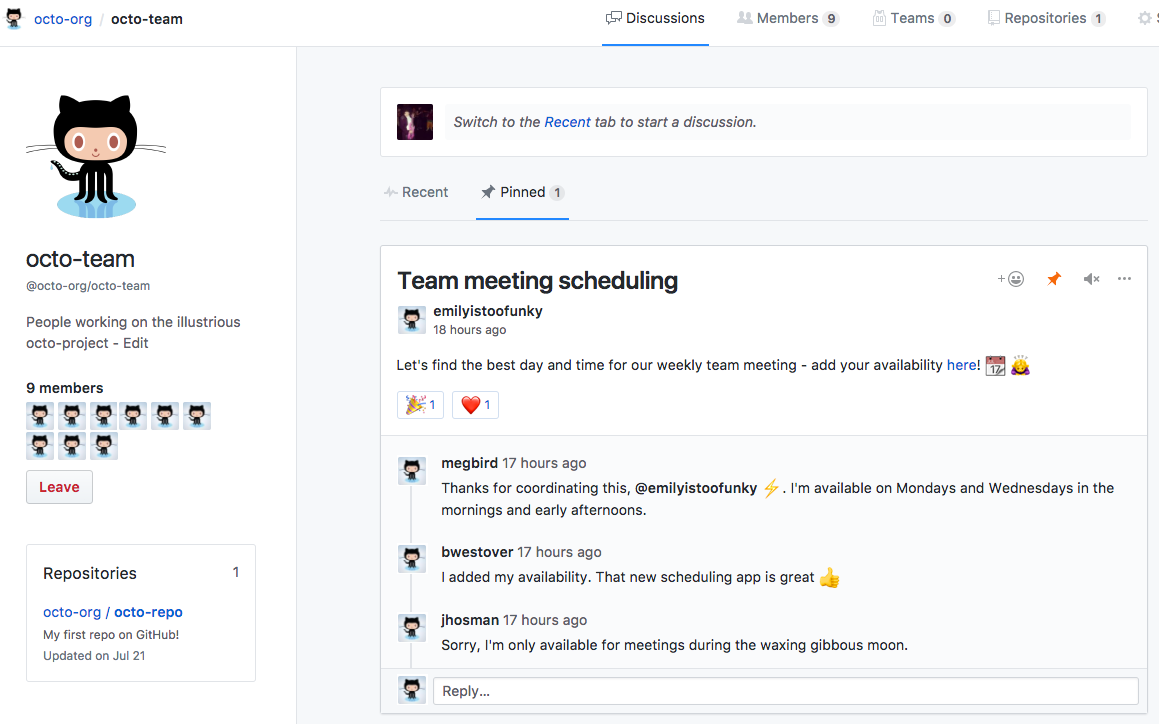 octo-org / octo-team
Discussions
Members 9
Teams 0
Repositories 1
Switch to the Recent tab to start a discussion.
Recent
Pinned 1
octo-team
@octo-org/octo-team
People working on the illustrious
octo-project - Edit
9 members
Leave
Repositories 1
octo-org / octo-repo
My first repo on GitHub!
Updated on Jul 21
Team meeting scheduling
emilyistoofunky
18 hours ago
Let's find the best day and time for our weekly team meeting - add your availability here! 📆 🙇‍♀️
🎉 1 ❤️ 1
megbird 17 hours ago
Thanks for coordinating this, @emilyistoofunky ⚡. I'm available on Mondays and Wednesdays in the
mornings and early afternoons.
bwestover 17 hours ago
I added my availability. That new scheduling app is great 👍
jhosman 17 hours ago
Sorry, I'm only available for meetings during the waxing gibbous moon.
Reply...